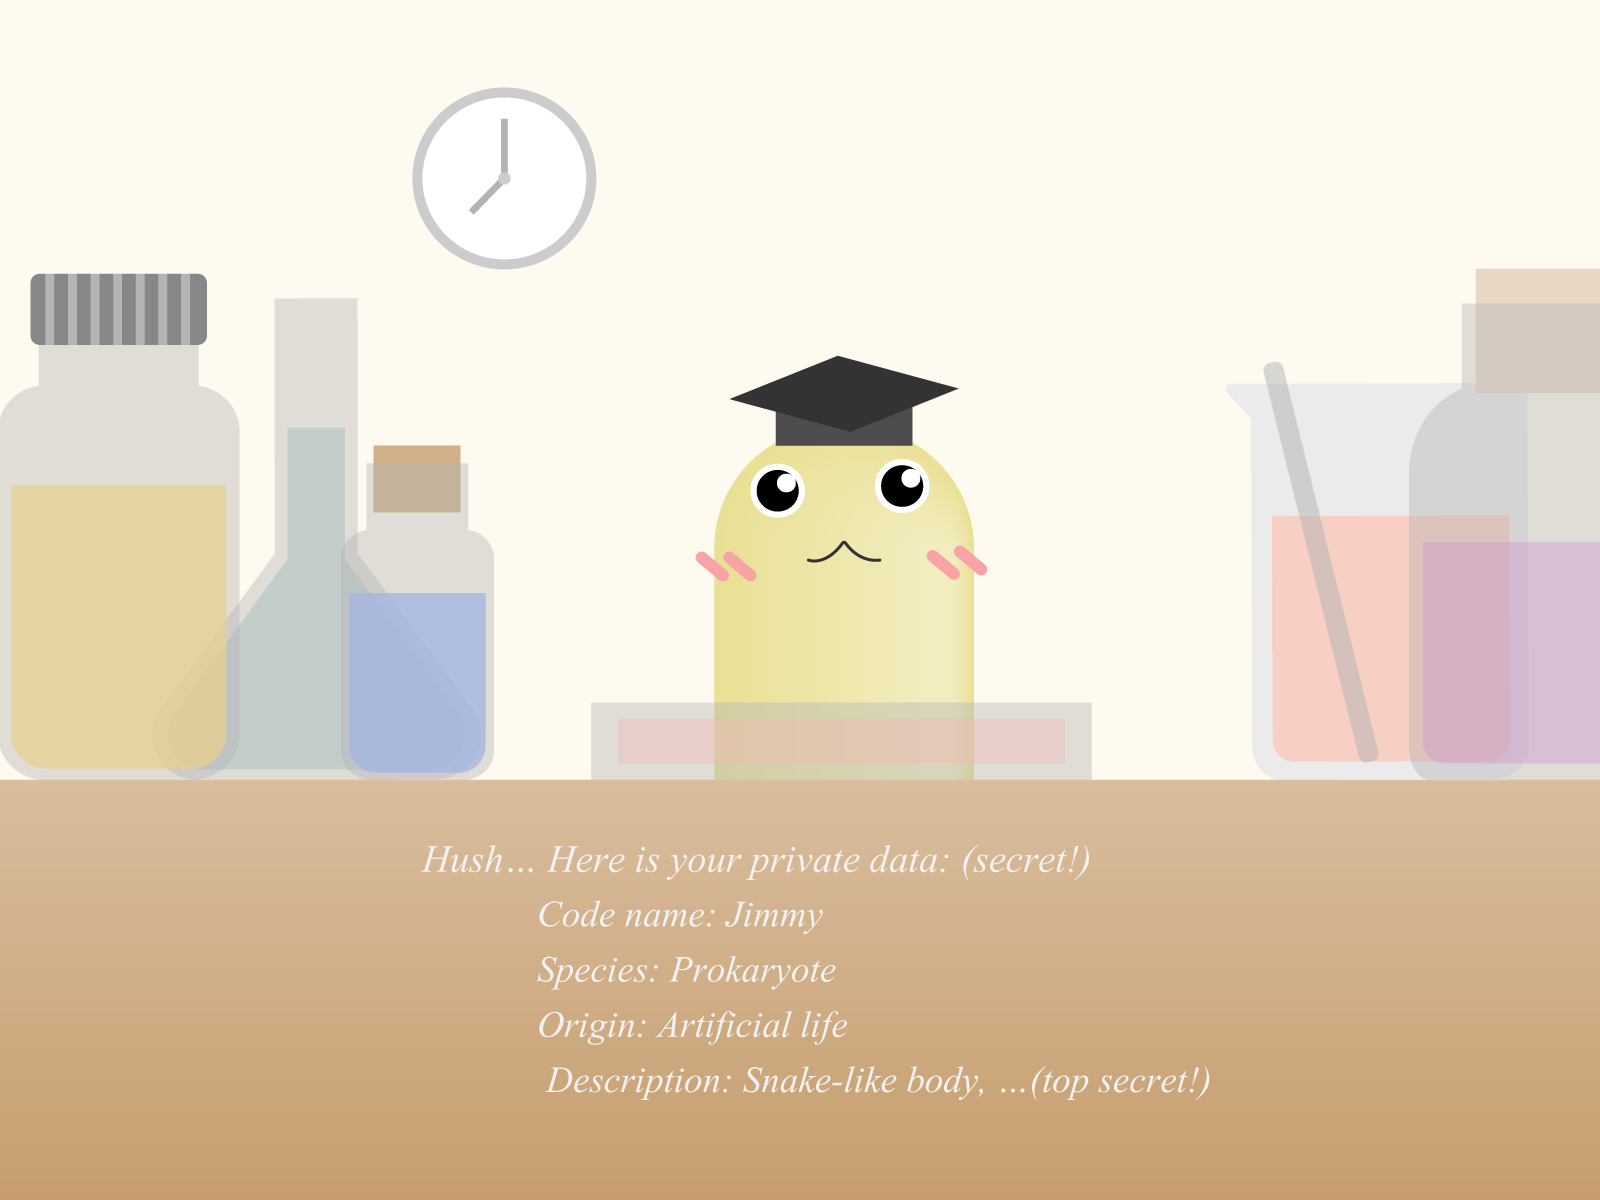 Hush... Here is your private data: (secret!)
Code name: Jimmy
Species: Prokaryote
Origin: Artificial life
Description: Snake-like body, ...(top secret!)